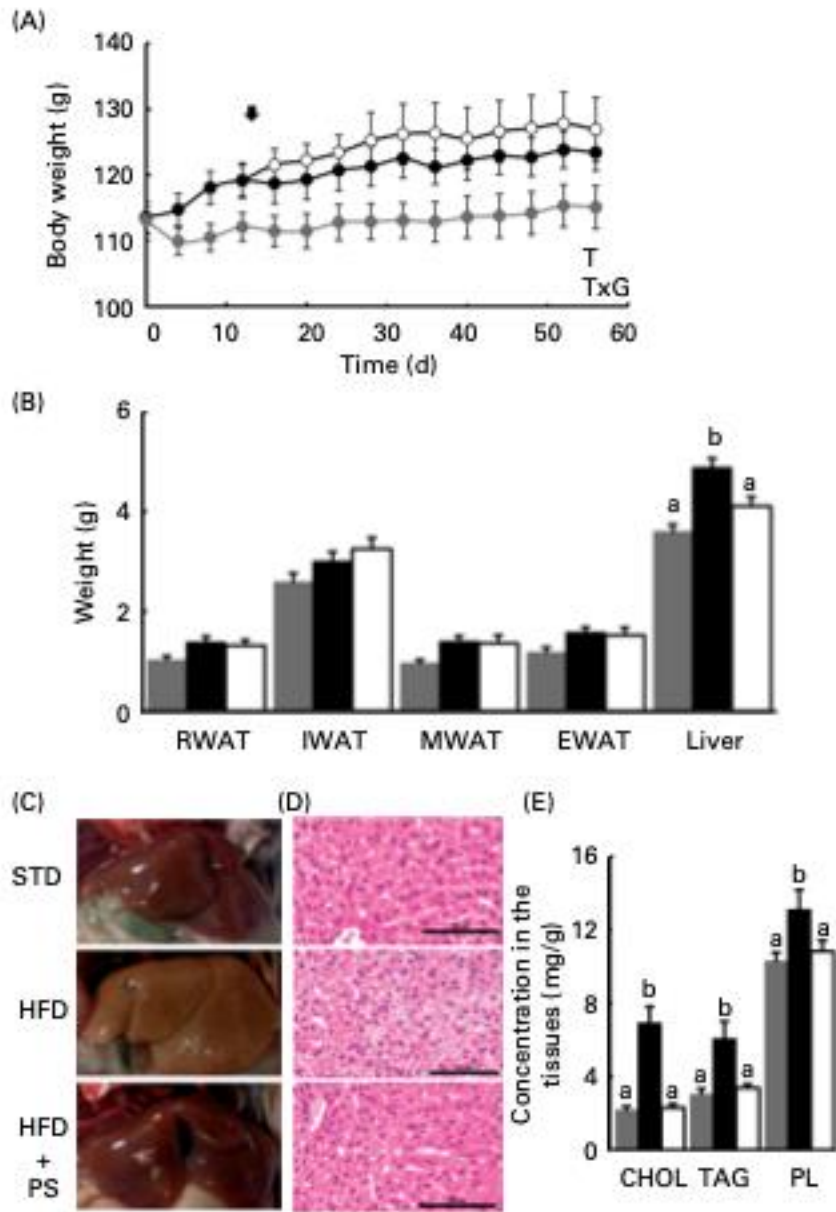 (A)
140
130
120
110
100
Body weight (g)
T
TxG
0 10 20 30 40 50 60
Time (d)
(B)
6
4
2
0
Weight (g)
a b a
RWAT IWAT MWAT EWAT Liver
(C) (D) (E)
STD
HFD
HFD
+
PS
16
12
8
4
0
Concentration in the
tissues (mg/g)
a b a a b a a b a
CHOL TAG PL